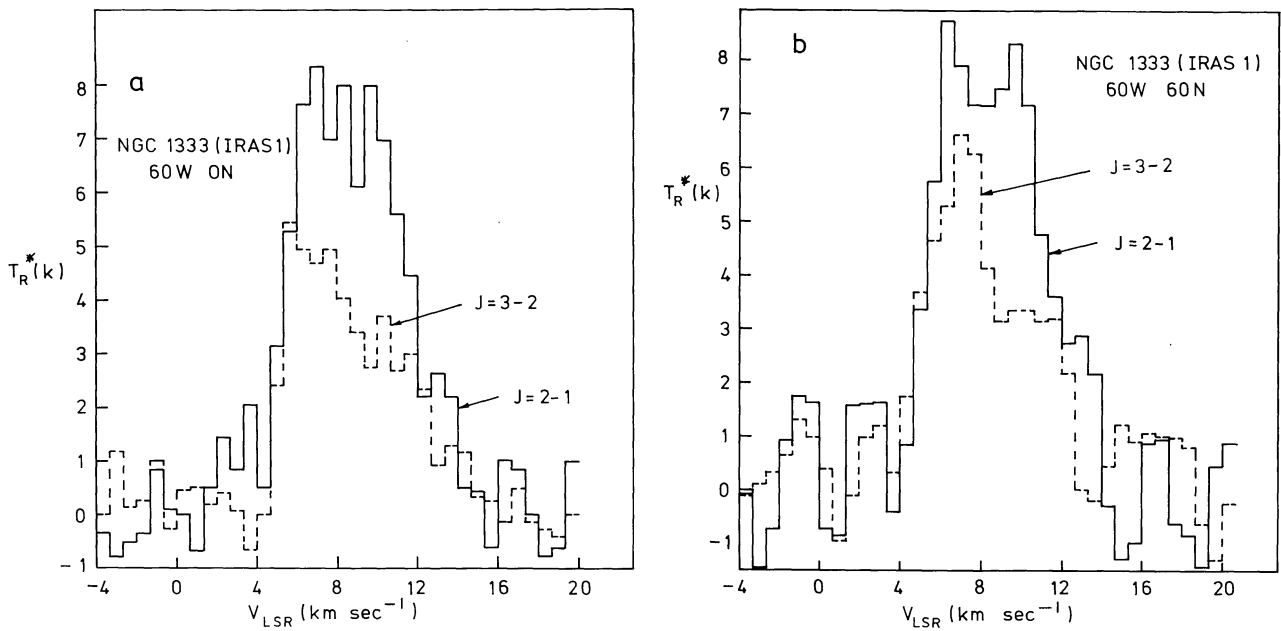 a
NGC 1333 (IRAS1)
60W ON
T_R^*(k)
8
7
6
5
4
3
2
1
0
-1
J=3-2
J=2-1
-4 0 4 8 12 16 20
V_LSR (km sec^-1)
b
NGC 1333 (IRAS 1)
60W 60N
T_R^*(k)
8
7
6
5
4
3
2
1
0
-1
J=3-2
J=2-1
-4 0 4 8 12 16 20
V_LSR (km sec^-1)